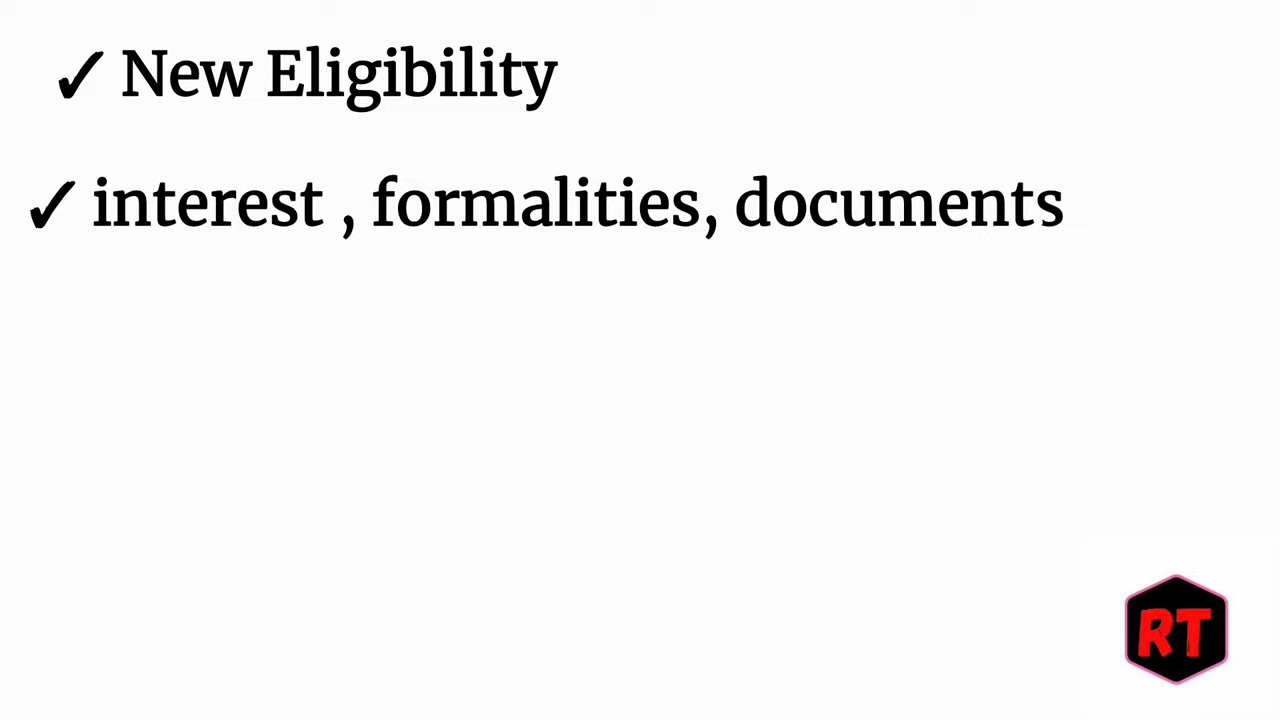 ✓ New Eligibility
✓ interest , formalities, documents
RT